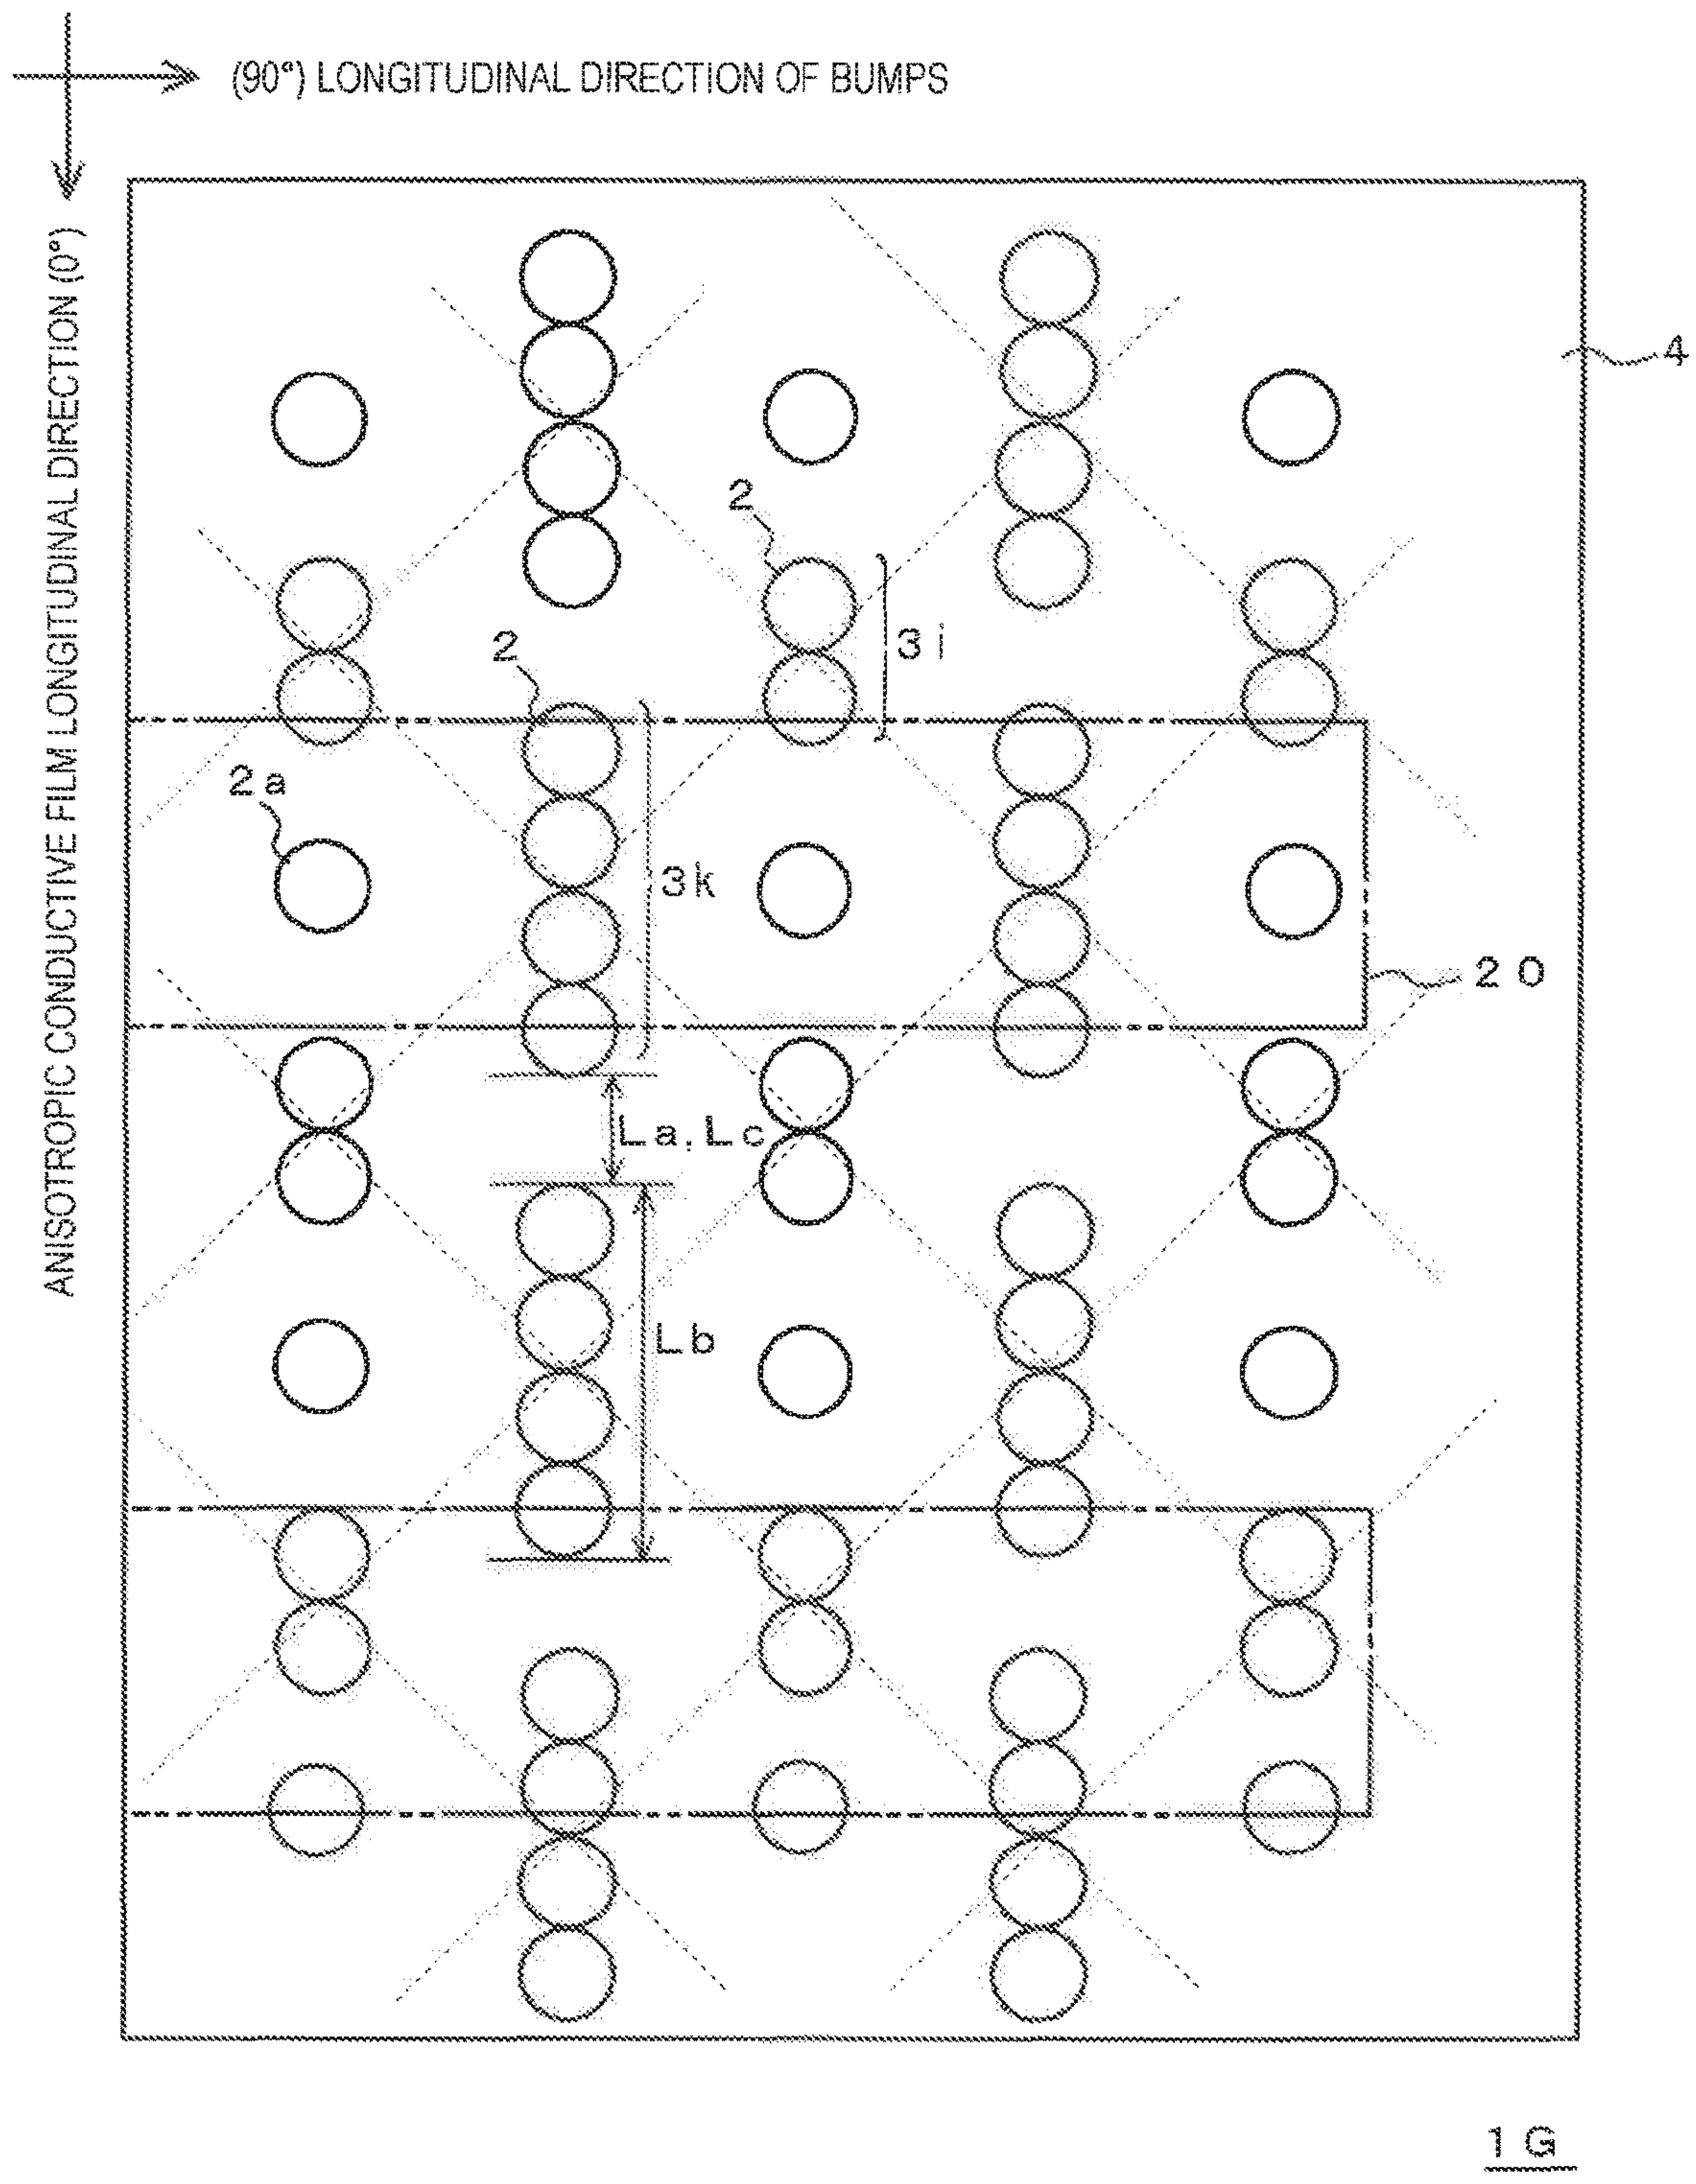 (90°) LONGITUDINAL DIRECTION OF BUMPS
ANISOTROPIC CONDUCTIVE FILM LONGITUDINAL DIRECTION (0°)
4
2
3i
2
2a
3k
20
La, Lc
Lb
1G